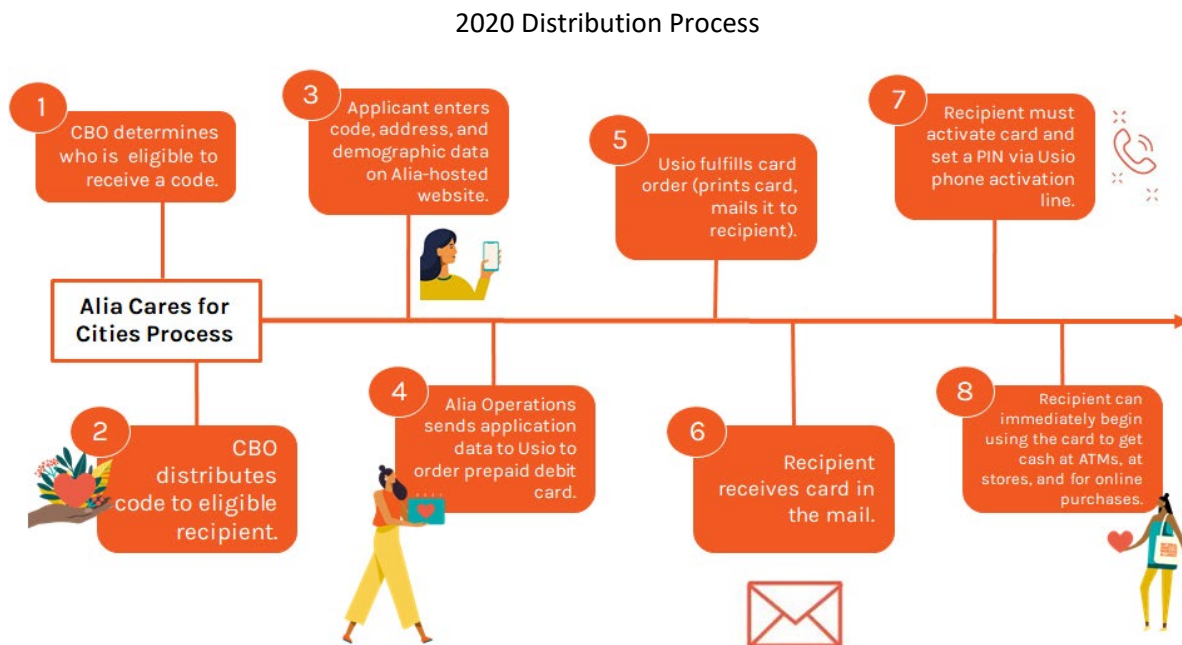 2020 Distribution Process
1
CBO determines
who is eligible to
receive a code.
3
Applicant enters
code, address, and
demographic data
on Alia-hosted
website.
5
Usio fulfills card
order (prints card,
mails it to
recipient).
7
Recipient must
activate card and
set a PIN via Usio
phone activation
line.
Alia Cares for
Cities Process
2
CBO
distributes
code to eligible
recipient.
4
Alia Operations
sends application
data to Usio to
order prepaid debit
card.
6
Recipient
receives card in
the mail.
8
Recipient can
immediately begin
using the card to get
cash at ATMs, at
stores, and for online
purchases.